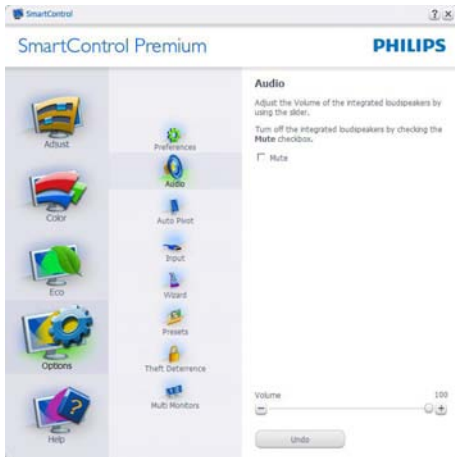 SmartControl
SmartControl Premium
PHILIPS
Adjust
Color
Eco
Options
Help
Preferences
Audio
Auto Pivot
Input
Wizard
Presets
Theft Deterrence
Multi Monitors
Audio
Adjust the Volume of the integrated loudspeakers by
using the slider.
Turn off the integrated loudspeakers by checking the
Mute checkbox.
Mute
Volume 100
Undo